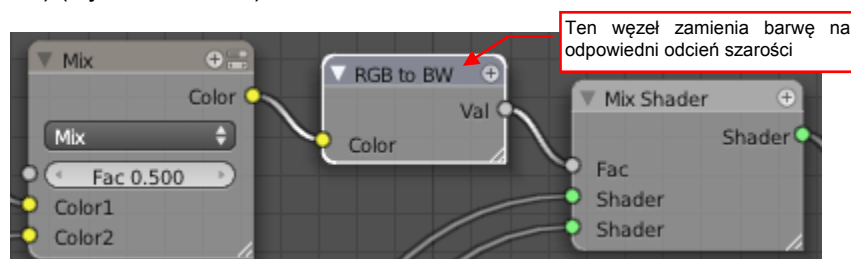 Ten węzeł zamienia barwę na
odpowiedni odcień szarości
Mix
Color
Mix
Fac 0.500
Color1
Color2
RGB to BW
Val
Color
Mix Shader
Shader
Fac
Shader
Shader